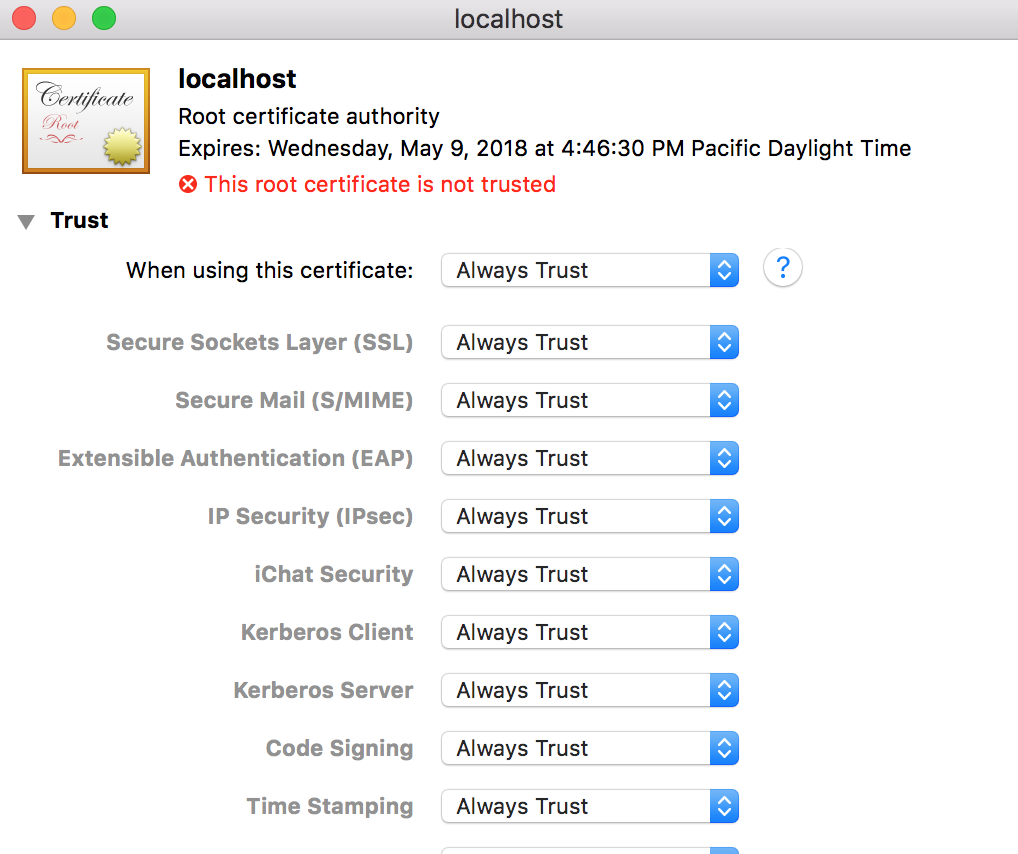 localhost
Certificate
Root
localhost
Root certificate authority
Expires: Wednesday, May 9, 2018 at 4:46:30 PM Pacific Daylight Time
This root certificate is not trusted
Trust
When using this certificate: Always Trust ?
Secure Sockets Layer (SSL) Always Trust
Secure Mail (S/MIME) Always Trust
Extensible Authentication (EAP) Always Trust
IP Security (IPsec) Always Trust
iChat Security Always Trust
Kerberos Client Always Trust
Kerberos Server Always Trust
Code Signing Always Trust
Time Stamping Always Trust